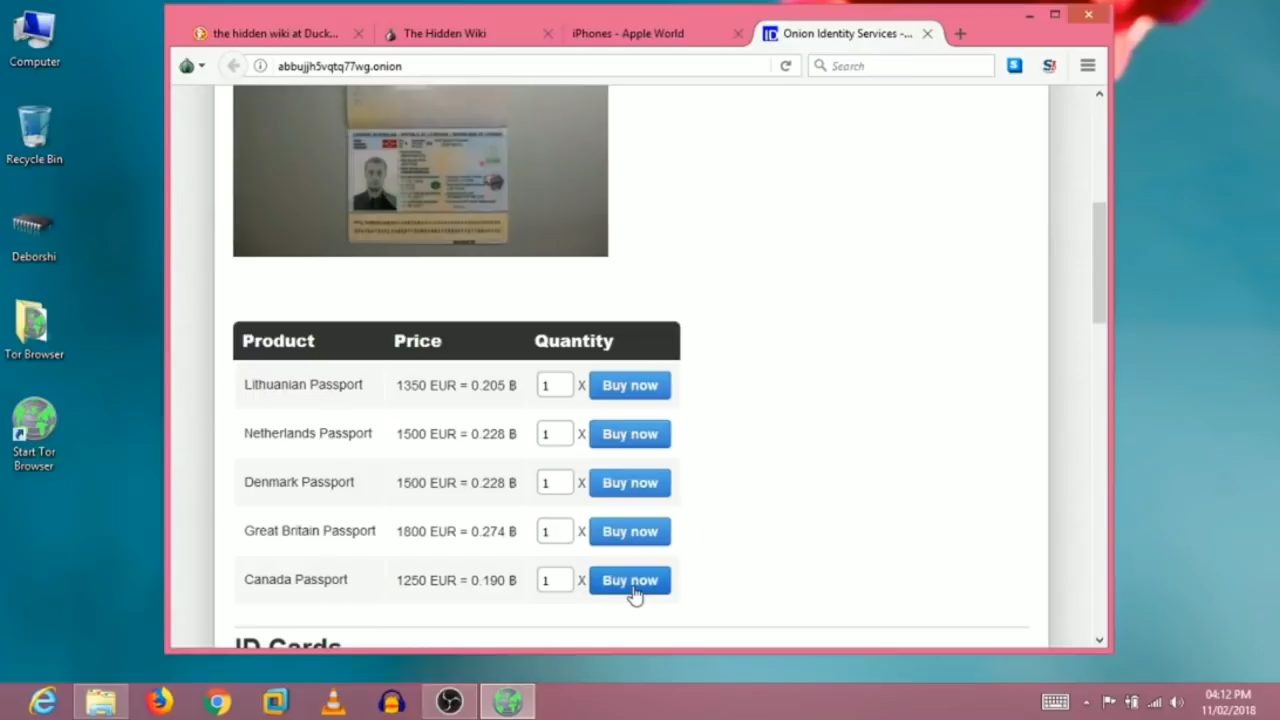 Computer
Recycle Bin
Deborshi
Tor Browser
Start Tor
Browser
the hidden wiki at Duck...
The Hidden Wiki
iPhones - Apple World
ID Onion Identity Services -...
abbujjh5vqtq77wg.onion
Search
S
S!
Product Price Quantity
Lithuanian Passport 1350 EUR = 0.205 B 1 X Buy now
Netherlands Passport 1500 EUR = 0.228 B 1 X Buy now
Denmark Passport 1500 EUR = 0.228 B 1 X Buy now
Great Britain Passport 1800 EUR = 0.274 B 1 X Buy now
Canada Passport 1250 EUR = 0.190 B 1 X Buy now
ID Cards
04:12 PM
11/02/2018